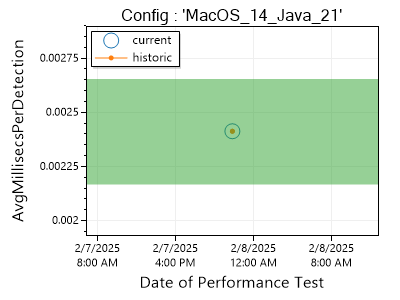 Config : 'MacOS_14_Java_21'
current
historic
AvgMillisecsPerDetection
0.00275
0.0025
0.00225
0.002
2/7/2025 2/7/2025 2/8/2025 2/8/2025
8:00 AM 4:00 PM 12:00 AM 8:00 AM
Date of Performance Test